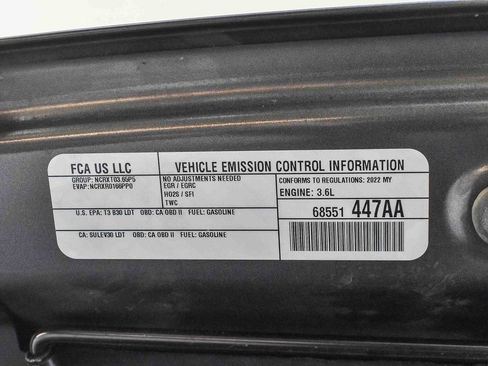 FCA US LLC
GROUP: NCRXT03.65P5
EVAP: NCRXR0166PP0
VEHICLE EMISSION CONTROL INFORMATION
NO ADJUSTMENTS NEEDED
EGR / EGRC
HO2S / SFI
TWC
CONFORMS TO REGULATIONS: 2022 MY
ENGINE: 3.6L
U.S. EPA: T3 B30 LDT OBD: CA OBD II FUEL: GASOLINE
68551 447AA
CA: SULEV30 LDT OBD: CA OBD II FUEL: GASOLINE